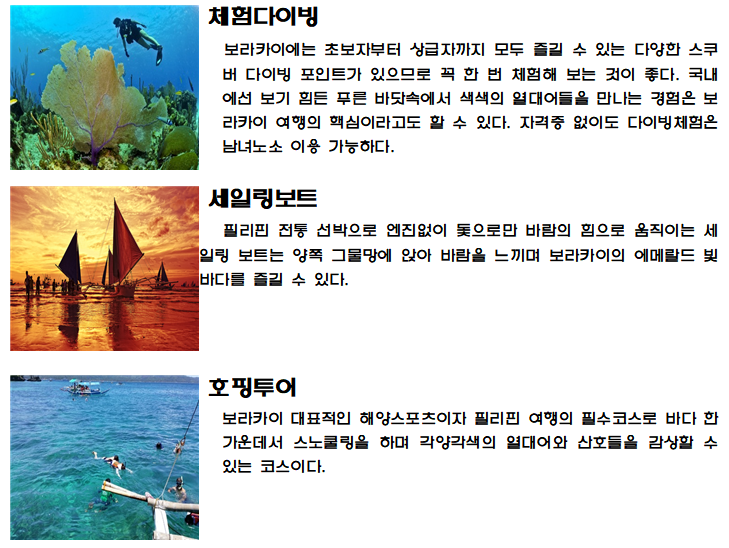 체험다이빙
보라카이에는 초보자부터 상급자까지 모두 즐길 수 있는 다양한 스쿠
버 다이빙 포인트가 있으므로 꼭 한 번 체험해 보는 것이 좋다. 국내
에선 보기 힘든 푸른 바닷속에서 색색의 열대어들을 만나는 경험은 보
라카이 여행의 핵심이라고도 할 수 있다. 자격증 없이도 다이빙체험은
남녀노소 이용 가능하다.
세일링보트
필리핀 전통 선박으로 엔진없이 돛으로만 바람의 힘으로 움직이는 세
일링 보트는 양쪽 그물망에 앉아 바람을 느끼며 보라카이의 에메랄드 빛
바다를 즐길 수 있다.
호핑투어
보라카이 대표적인 해양스포츠이자 필리핀 여행의 필수코스로 바다 한
가운데서 스노쿨링을 하며 각양각색의 열대어와 산호들을 감상할 수
있는 코스이다.